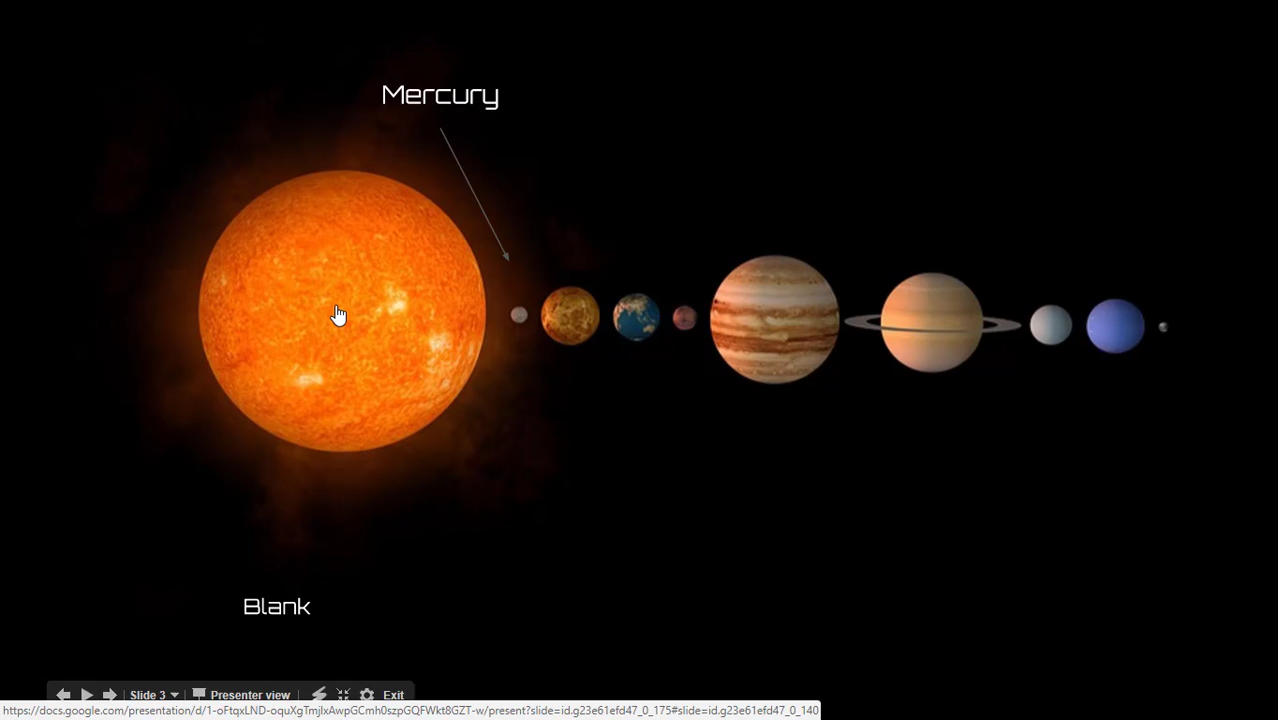 Mercury
Blank
Slide 3
Presenter view
Exit
https://docs.google.com/presentation/d/1-oFtqxLND-oquXgTmjIxAwpGCmh0szpGQFWkt8GZT-w/present?slide=id.g23e61efd47_0_175#slide=id.g23e61efd47_0_140